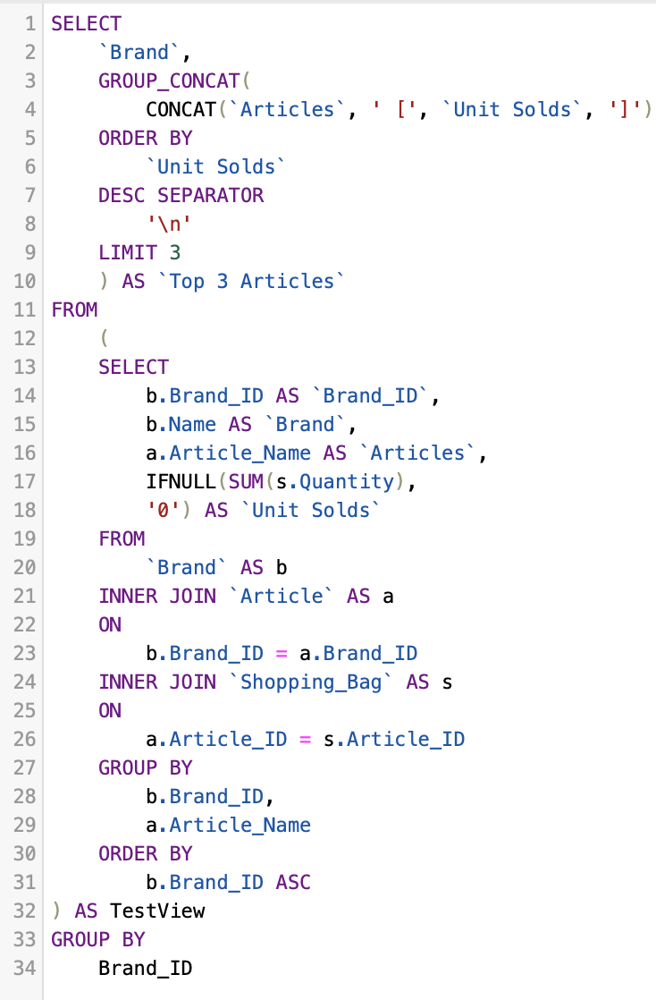 1 SELECT
2     `Brand`,
3     GROUP_CONCAT(
4         CONCAT(`Articles`, ' [', `Unit Solds`, ']')
5     ORDER BY
6         `Unit Solds`
7     DESC SEPARATOR
8         '\n'
9     LIMIT 3
10     ) AS `Top 3 Articles`
11 FROM
12     (
13     SELECT
14         b.Brand_ID AS `Brand_ID`,
15         b.Name AS `Brand`,
16         a.Article_Name AS `Articles`,
17         IFNULL(SUM(s.Quantity),
18         '0') AS `Unit Solds`
19     FROM
20         `Brand` AS b
21     INNER JOIN `Article` AS a
22     ON
23         b.Brand_ID = a.Brand_ID
24     INNER JOIN `Shopping_Bag` AS s
25     ON
26         a.Article_ID = s.Article_ID
27     GROUP BY
28         b.Brand_ID,
29         a.Article_Name
30     ORDER BY
31         b.Brand_ID ASC
32 ) AS TestView
33 GROUP BY
34     Brand_ID